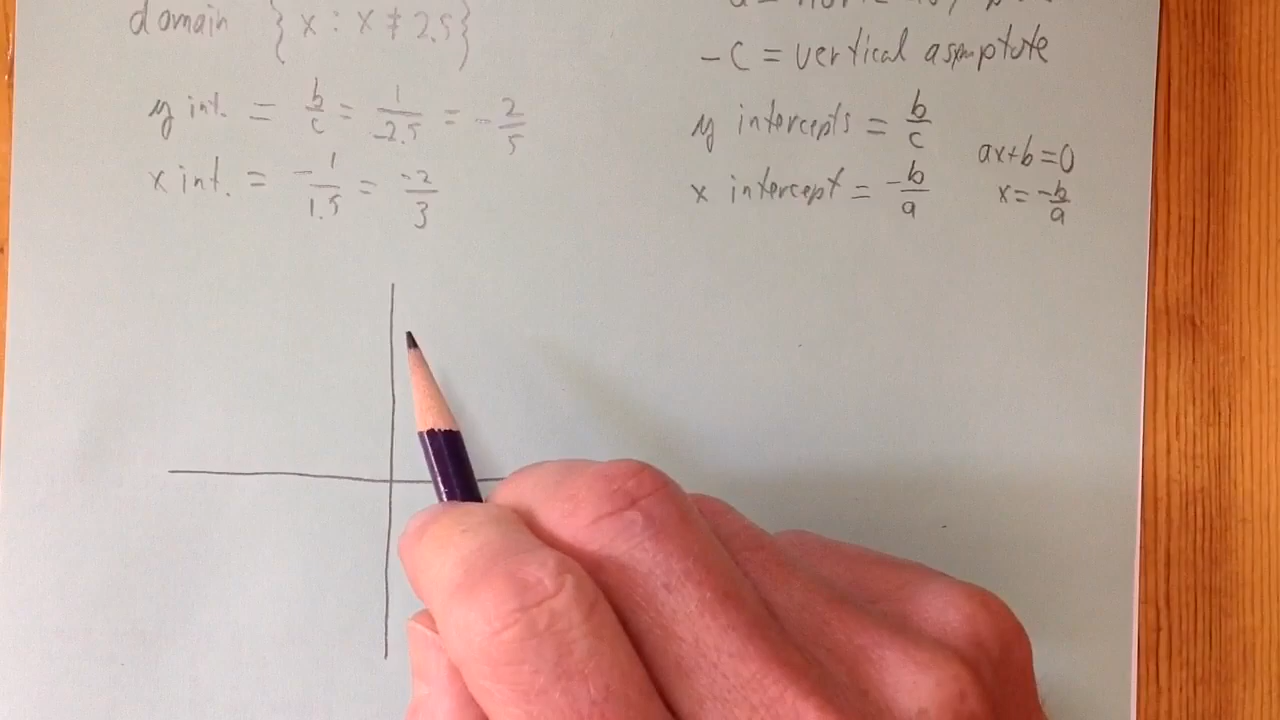 domain {x : x ≠ 2.5}
y int. = b/c = 1/-2.5 = -2/5
x int. = -1/1.5 = -2/3
-c = vertical asymptote
y intercepts = b/c
ax+b=0
x intercept = -b/a
x = -b/a